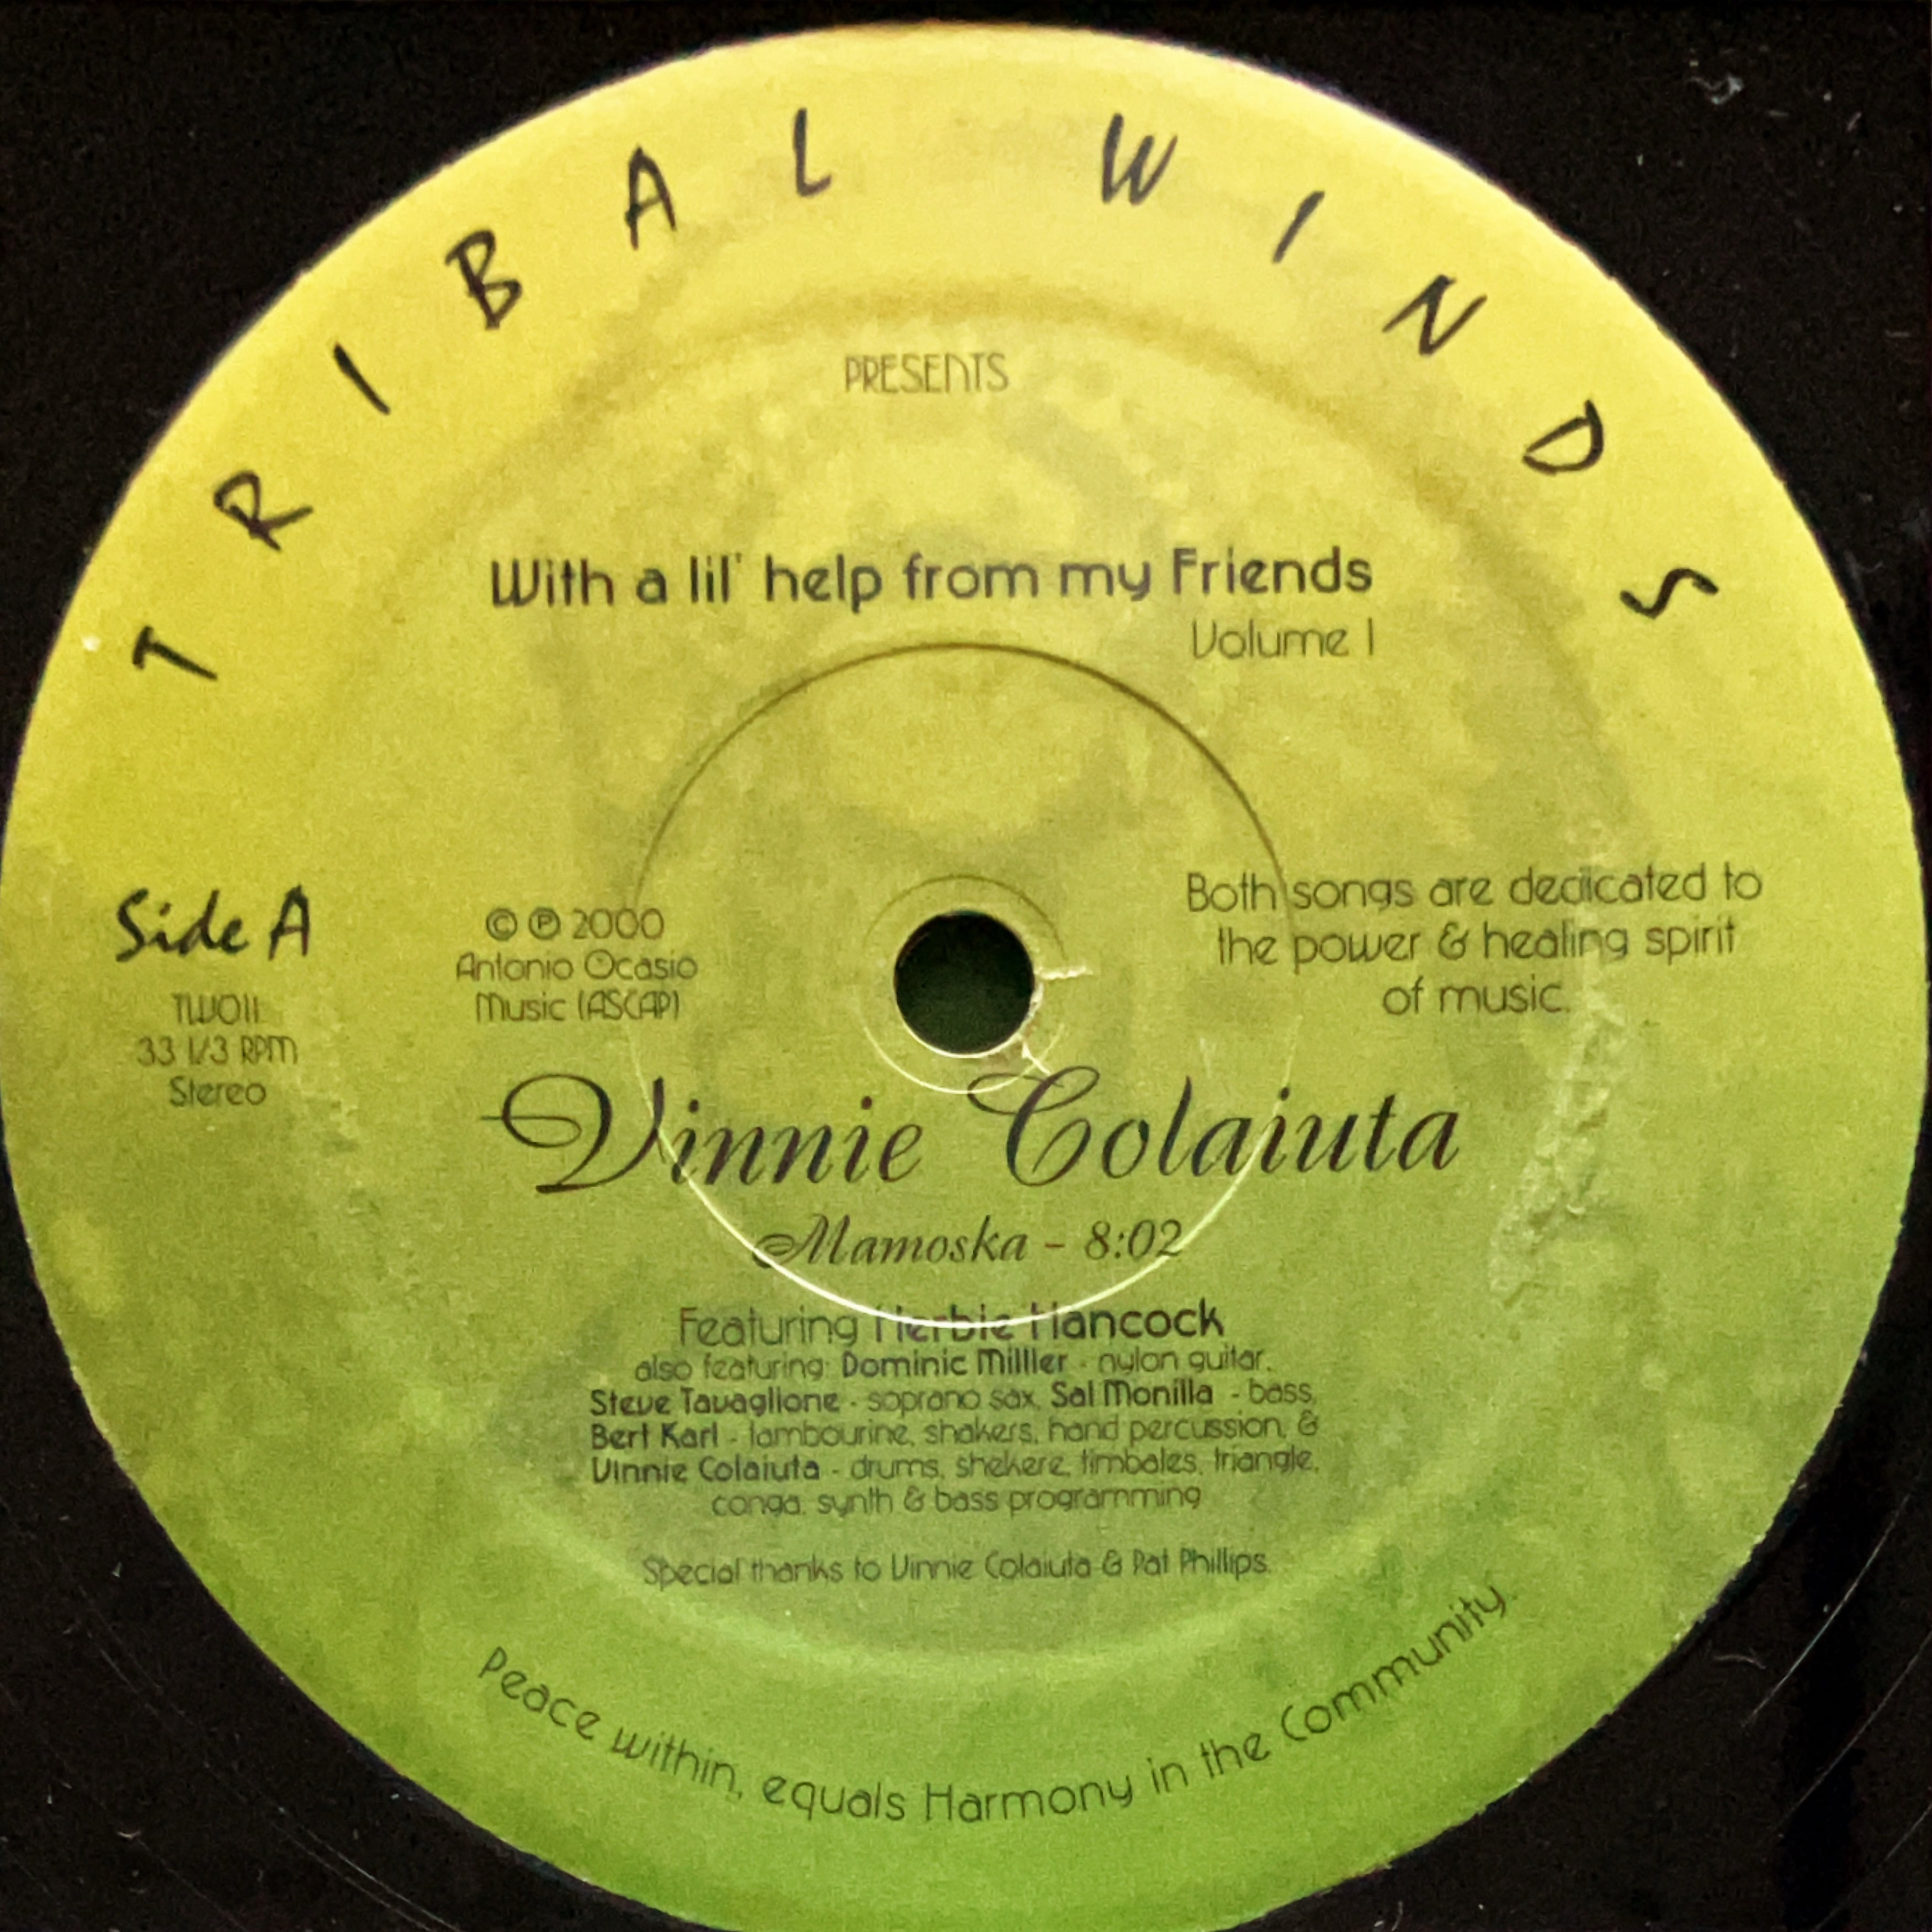 TRIBAL WINDS
PRESENTS
With a lil' help from my Friends
Volume I
Side A
TW011
33 1/3 RPM
Stereo
© ℗ 2000
Antonio Ocasio
Music (ASCAP)
Both songs are dedicated to
the power & healing spirit
of music.
Vinnie Colaiuta
Mamoska - 8:02
Featuring Herbie Hancock
also featuring: Dominic Milller - nylon guitar,
Steve Tavaglione - soprano sax, Sal Monilla - bass,
Bert Karl - tambourine, shakers, hand percussion, &
Vinnie Colaiuta - drums, shekere, timbales, triangle,
conga, synth & bass programming
Special thanks to Vinnie Colaiuta & Pat Phillips.
Peace within, equals Harmony in the Community.